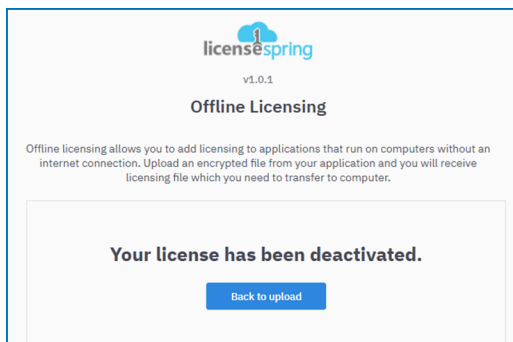 licensespring
v1.0.1
Offline Licensing
Offline licensing allows you to add licensing to applications that run on computers without an
internet connection. Upload an encrypted file from your application and you will receive
licensing file which you need to transfer to computer.
Your license has been deactivated.
Back to upload